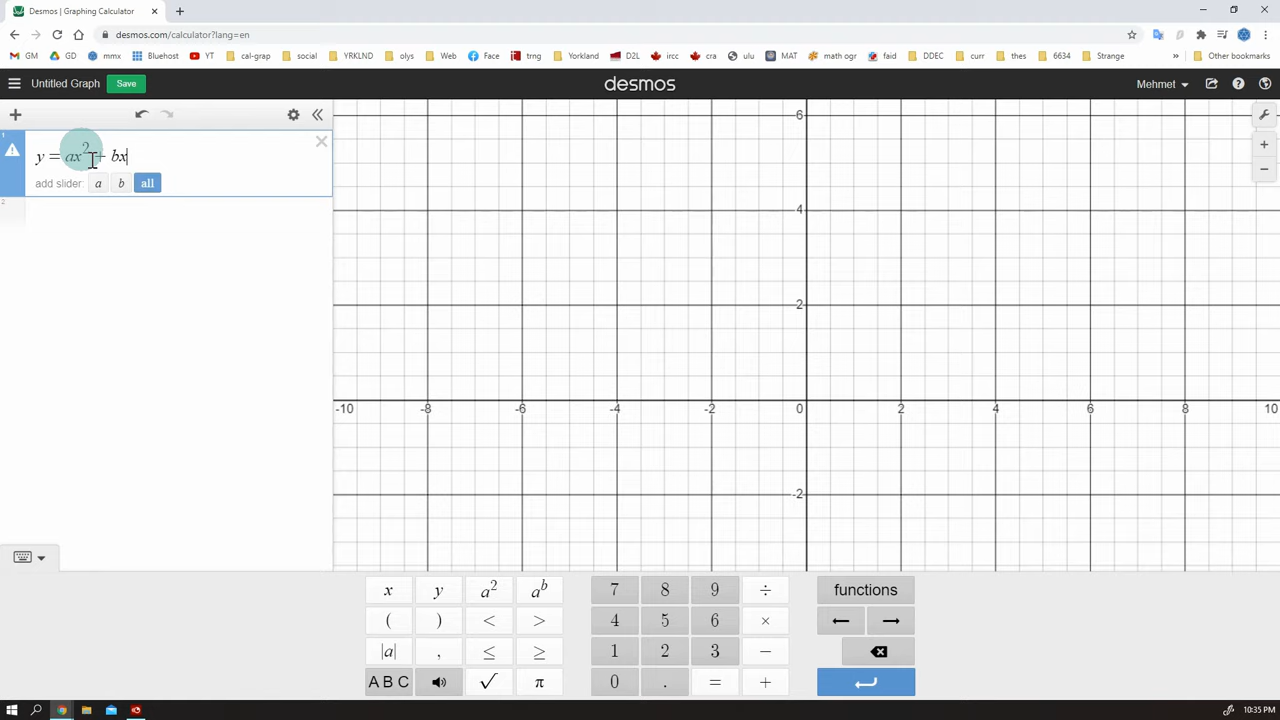 Desmos | Graphing Calculator
desmos.com/calculator?lang=en
GM GD mmx Bluehost YT cal-grap social YRKLND olys Web Face trng Yorkland D2L ircc cra ulu MAT math ogr faid DDEC curr thes 6634 Strange » Other bookmarks
Untitled Graph Save desmos Mehmet
1
y = ax² + bx
add slider: a b all
2
6
4
2
-10 -8 -6 -4 -2 0 2 4 6 8 10
-2
x y a² aᵇ 7 8 9 ÷ functions
( ) < > 4 5 6 × ← →
|a| , ≤ ≥ 1 2 3 −
A B C √ π 0 . = +
10:35 PM